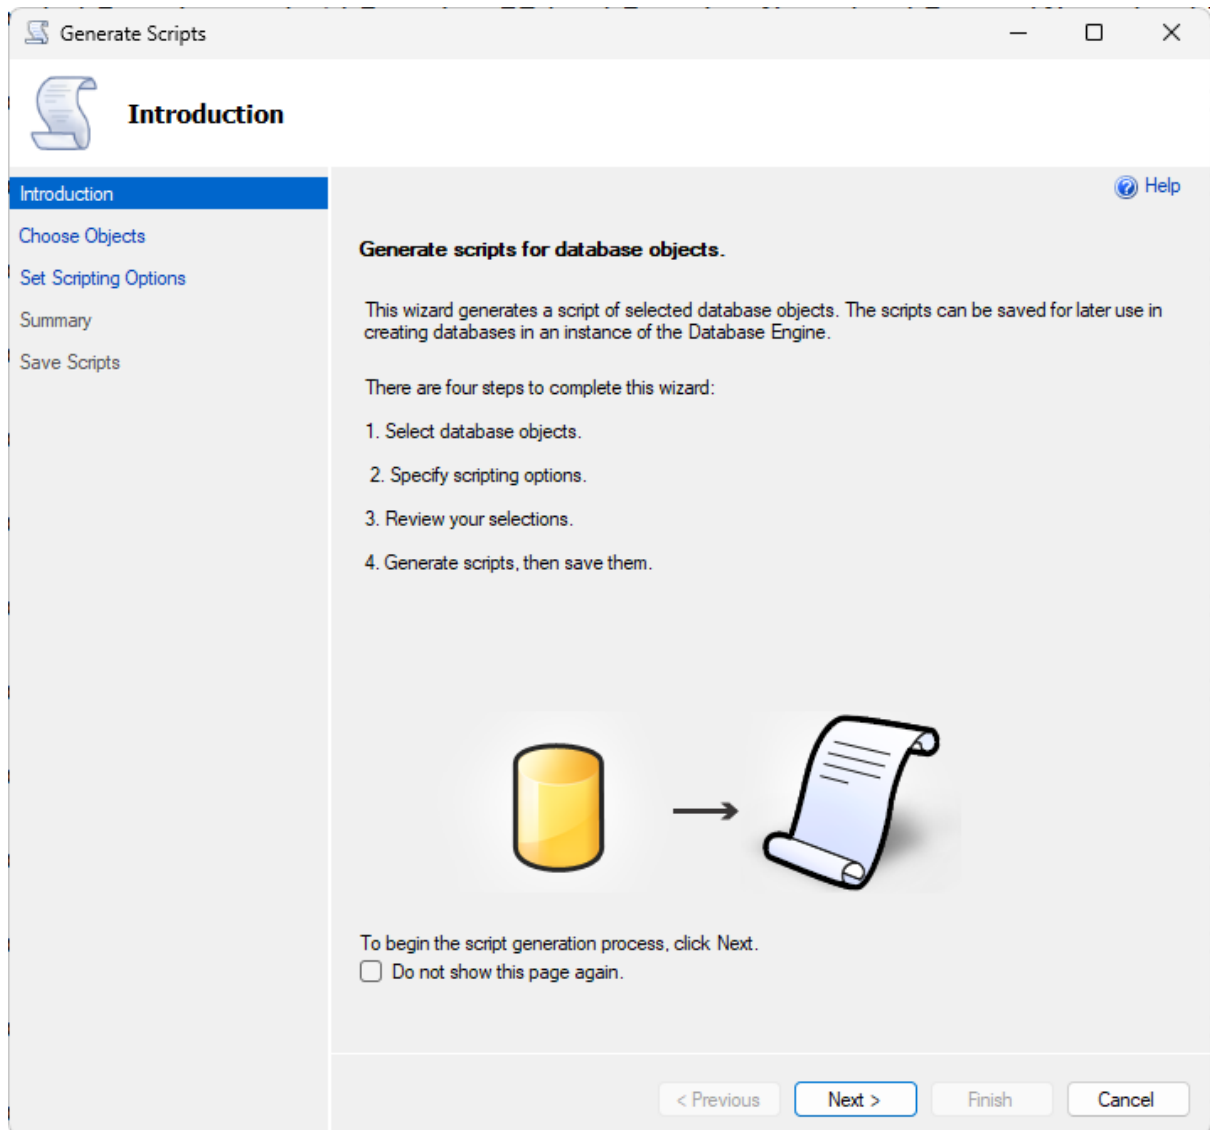 Generate Scripts
Introduction
Introduction
Choose Objects
Set Scripting Options
Summary
Save Scripts
Help
Generate scripts for database objects.
This wizard generates a script of selected database objects. The scripts can be saved for later use in
creating databases in an instance of the Database Engine.
There are four steps to complete this wizard:
1. Select database objects.
2. Specify scripting options.
3. Review your selections.
4. Generate scripts, then save them.
To begin the script generation process, click Next.
Do not show this page again.
< Previous
Next >
Finish
Cancel